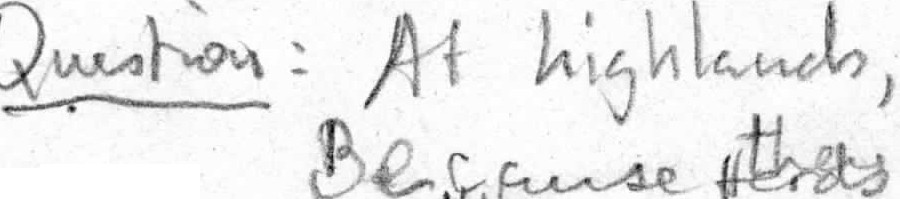 Question: At highlands,
Because